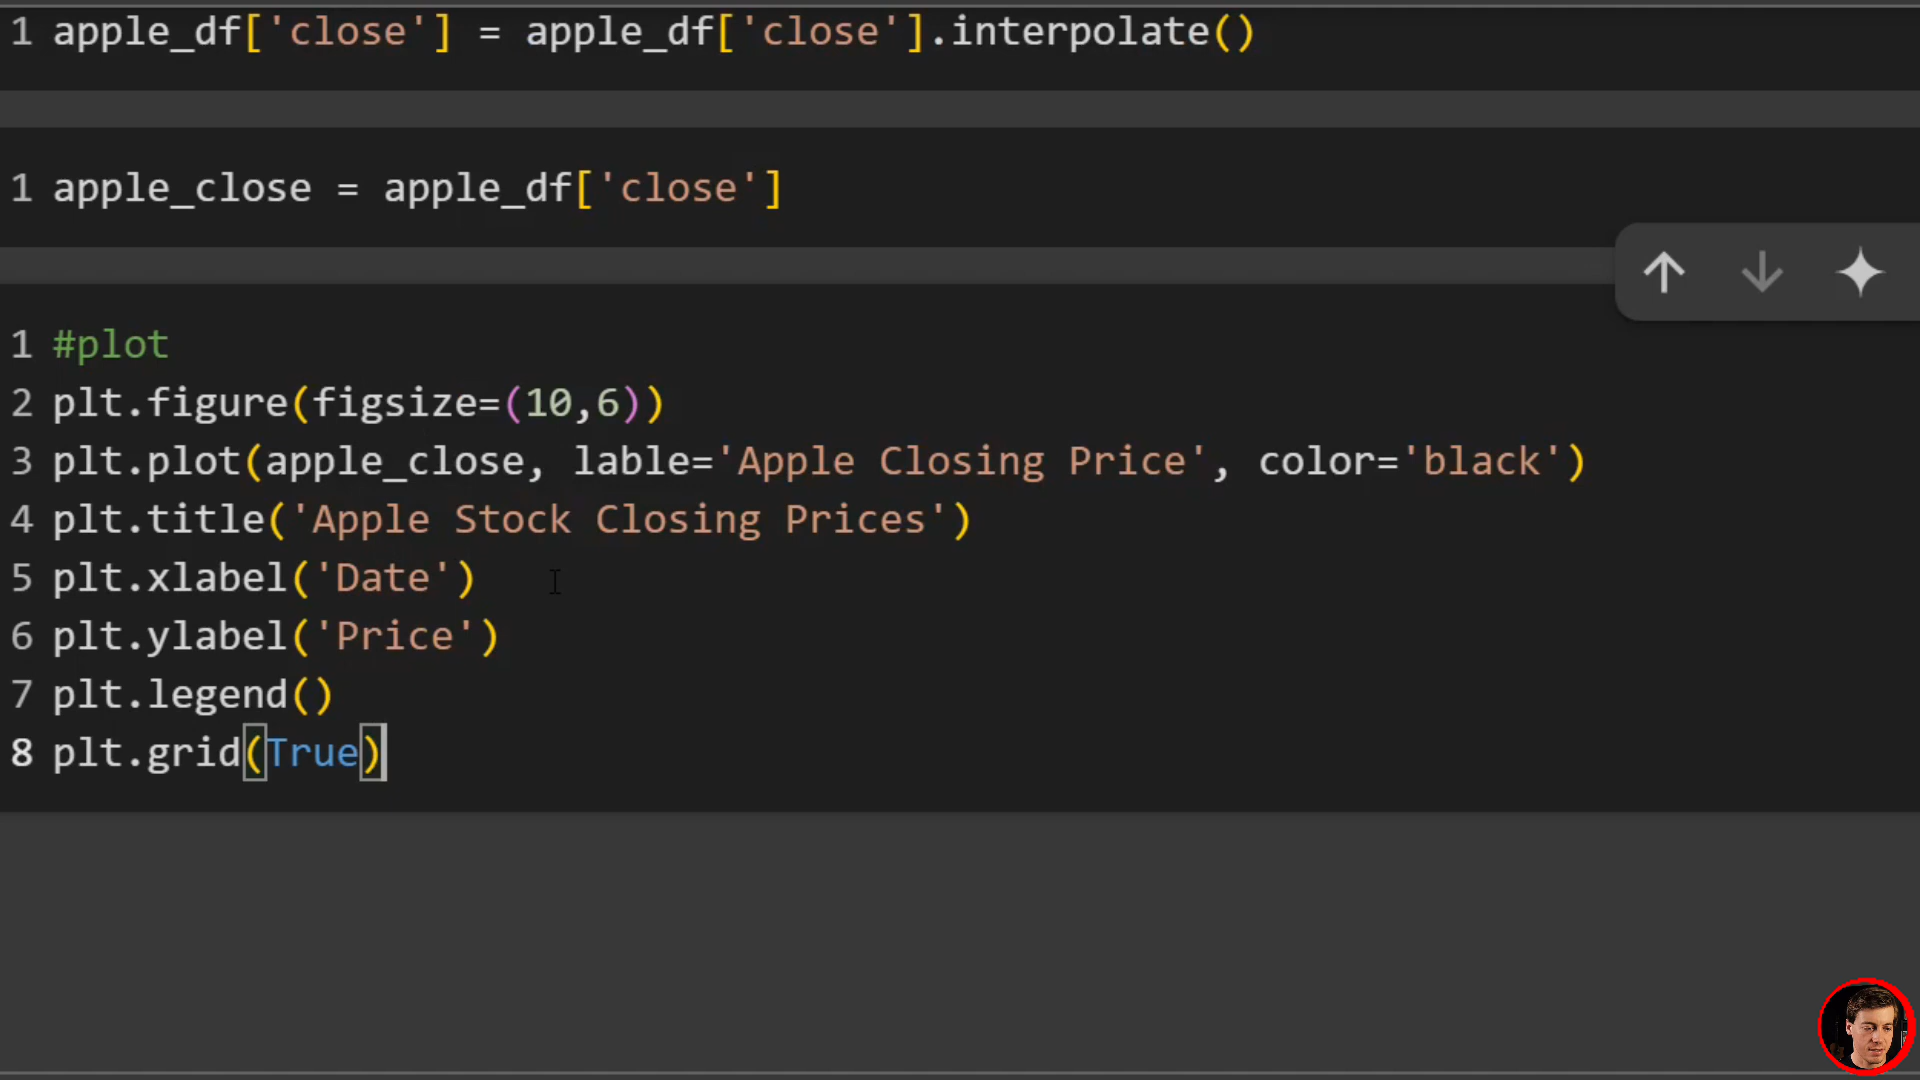 1 apple_df['close'] = apple_df['close'].interpolate()
1 apple_close = apple_df['close']
1 #plot
2 plt.figure(figsize=(10,6))
3 plt.plot(apple_close, lable='Apple Closing Price', color='black')
4 plt.title('Apple Stock Closing Prices')
5 plt.xlabel('Date')
6 plt.ylabel('Price')
7 plt.legend()
8 plt.grid(True)